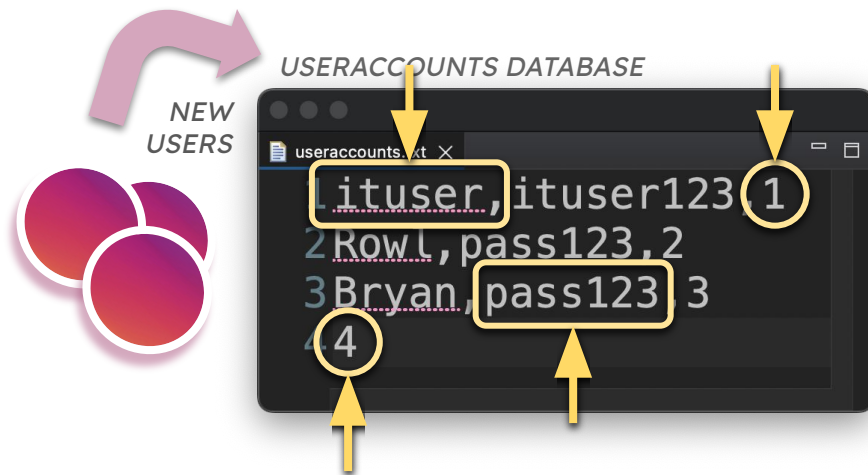 USERACCOUNTS DATABASE
NEW
USERS
useraccounts.txt
1 ituser,ituser123,1
2 Rowl,pass123,2
3 Bryan,pass123,3
4 4